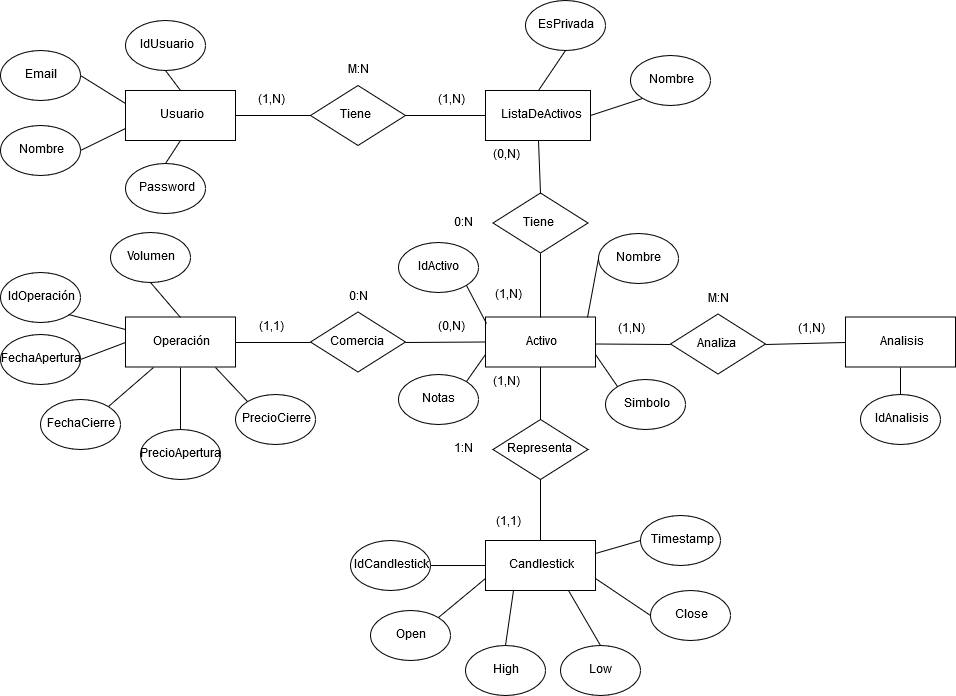 EsPrivada
IdUsuario
Email
M:N
Nombre
(1,N)
(1,N)
Usuario
Tiene
ListaDeActivos
Nombre
(0,N)
Password
0:N
Tiene
Volumen
Nombre
IdActivo
IdOperación
0:N
(1,N)
M:N
(1,1)
(0,N)
(1,N)
(1,N)
Operación
Comercia
Activo
Analiza
Analisis
FechaApertura
(1,N)
Notas
Simbolo
FechaCierre
PrecioCierre
IdAnalisis
PrecioApertura
1:N
Representa
(1,1)
Timestamp
IdCandlestick
Candlestick
Close
Open
High
Low